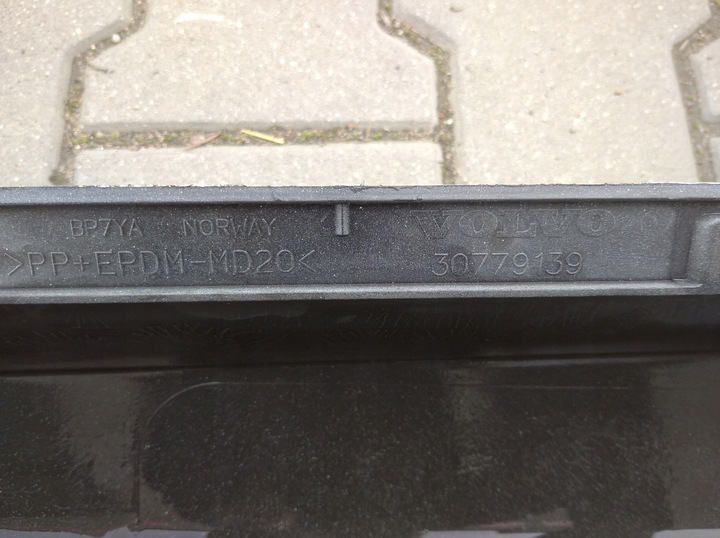 BP7YA NORWAY VOLVO
>PP+EPDM-MD20< 30779139